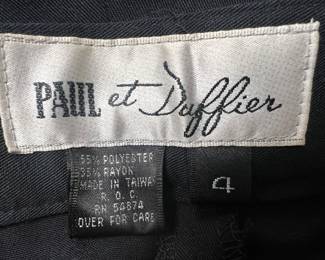 PAUL et Duffier
55% POLYESTER
35% RAYON
MADE IN TAIWAN
R. O. C.
RN 54874
OVER FOR CARE
4